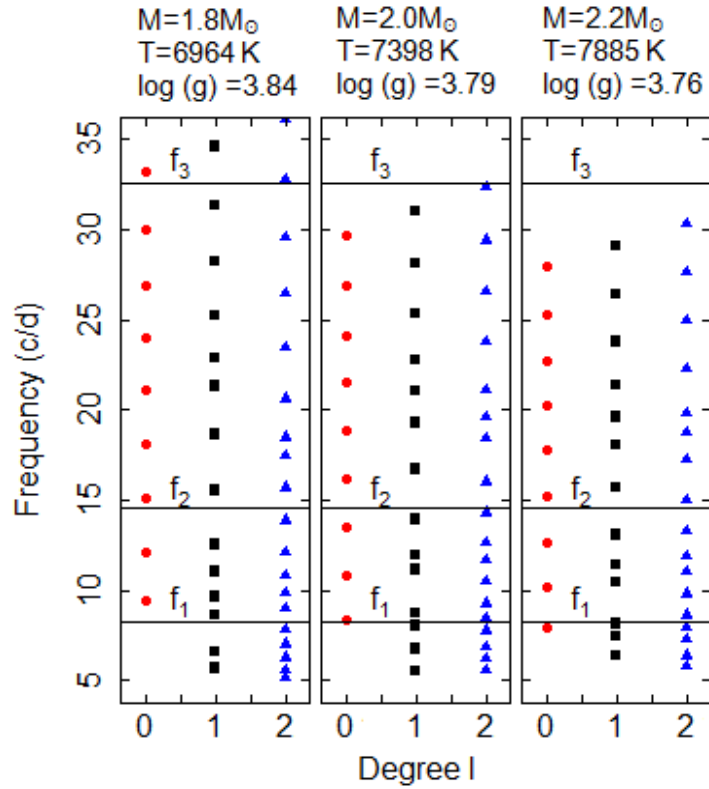 M=1.8M☉
T=6964 K
log (g) =3.84
M=2.0M☉
T=7398 K
log (g) =3.79
M=2.2M☉
T=7885 K
log (g) =3.76
Frequency (c/d)
35
30
25
20
15
10
5
f₃
f₂
f₁
f₃
f₂
f₁
f₃
f₂
f₁
0 1 2
0 1 2
0 1 2
Degree l